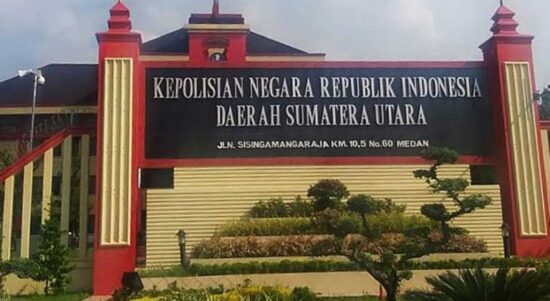 KEPOLISIAN NEGARA REPUBLIK INDONESIA
DAERAH SUMATERA UTARA
JLN. SISINGAMANGARAJA KM. 10,5 No.60 MEDAN